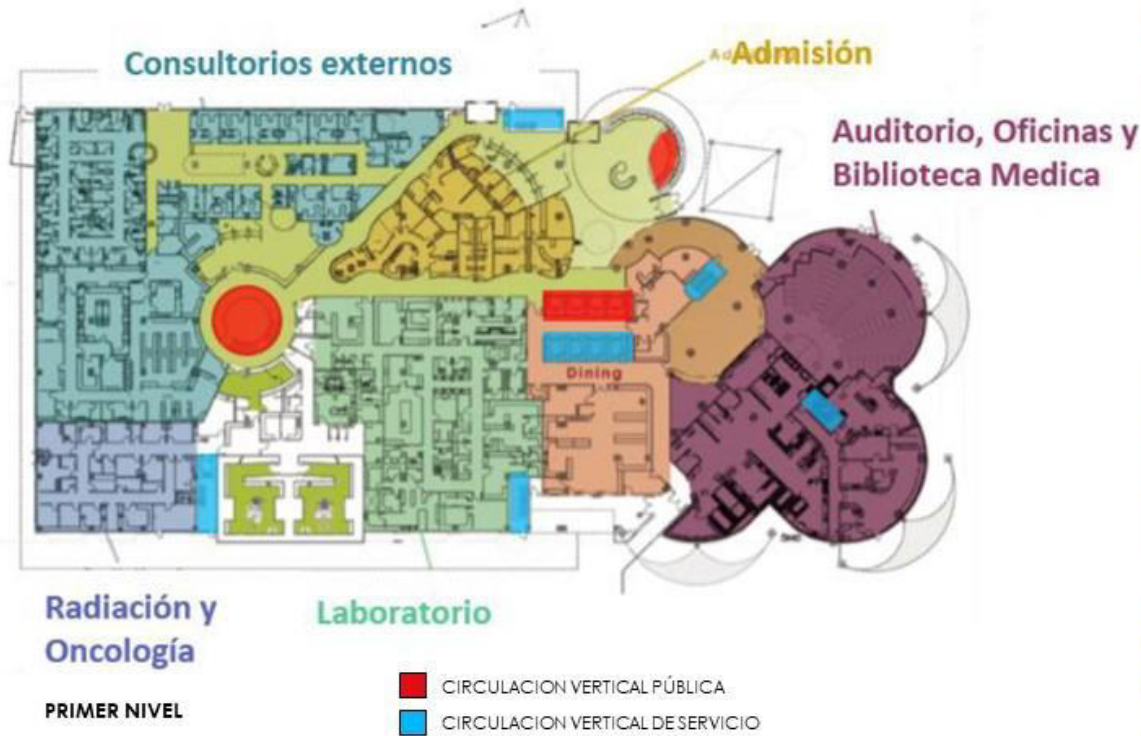 Consultorios externos
Admisión
Auditorio, Oficinas y
Biblioteca Medica
Dining
Radiación y
Oncología
Laboratorio
CIRCULACION VERTICAL PÚBLICA
PRIMER NIVEL
CIRCULACION VERTICAL DE SERVICIO